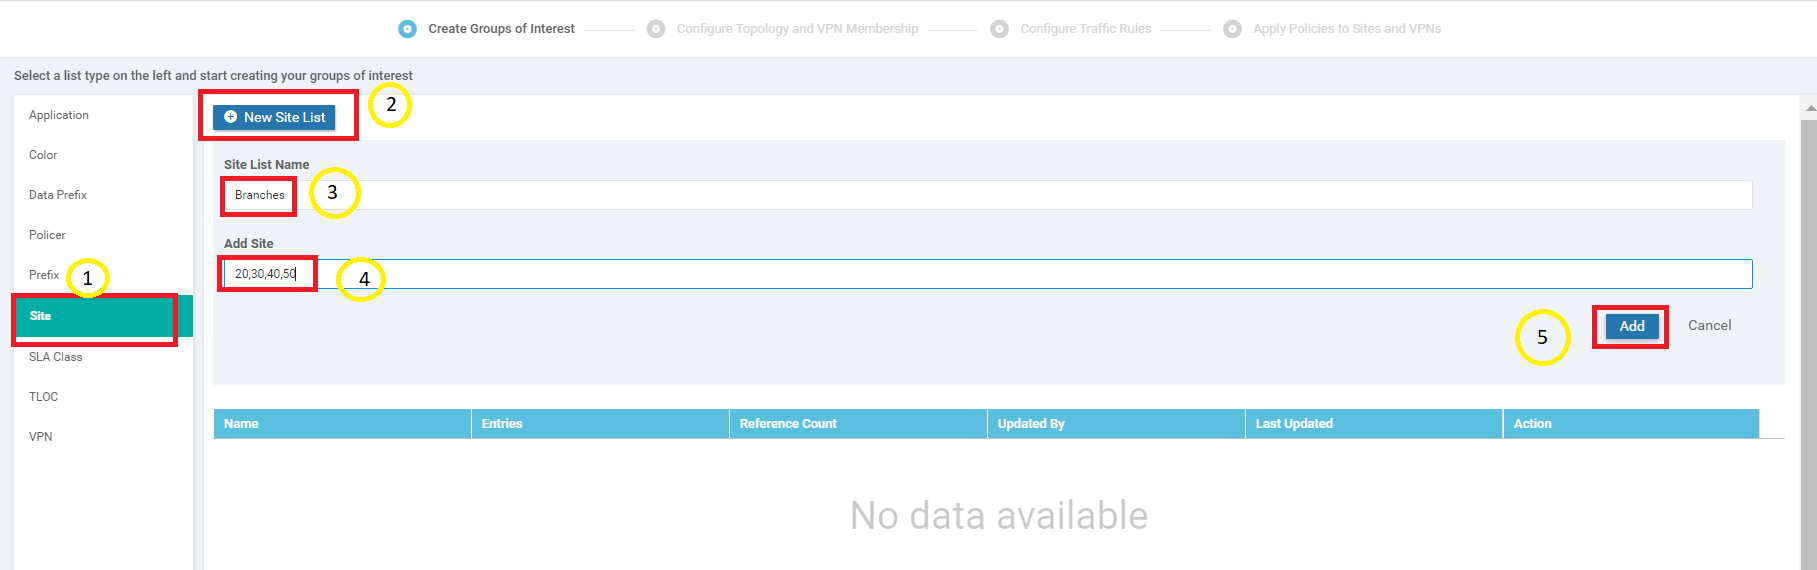 Create Groups of Interest Configure Topology and VPN Membership Configure Traffic Rules Apply Policies to Sites and VPNs
Select a list type on the left and start creating your groups of interest
Application
Color
Data Prefix
Policer
Prefix
1
Site
SLA Class
TLOC
VPN
New Site List
2
Site List Name
Branches
3
Add Site
20,30,40,50
4
5
Add Cancel
Name Entries Reference Count Updated By Last Updated Action
No data available